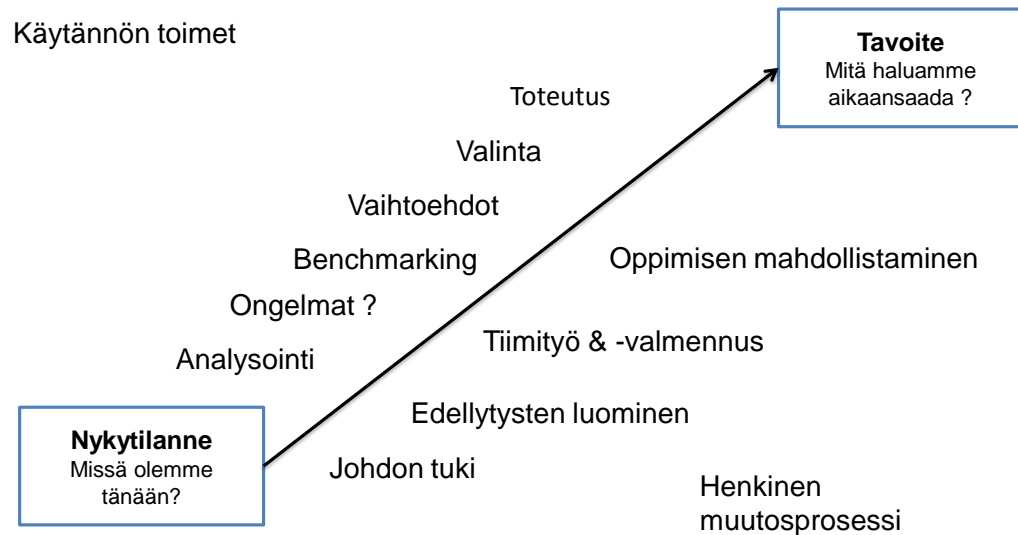 Käytännön toimet
Tavoite
Mitä haluamme
aikaansaada ?
Toteutus
Valinta
Vaihtoehdot
Benchmarking
Oppimisen mahdollistaminen
Ongelmat ?
Tiimityö & -valmennus
Analysointi
Edellytysten luominen
Nykytilanne
Missä olemme
tänään?
Johdon tuki
Henkinen
muutosprosessi